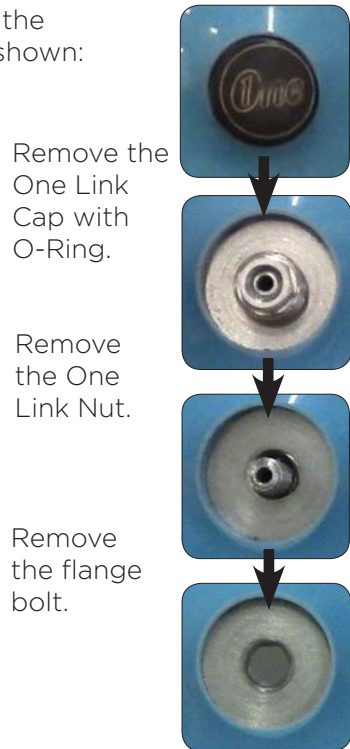 the
shown:
One
Remove the
One Link
Cap with
O-Ring.
Remove
the One
Link Nut.
Remove
the flange
bolt.